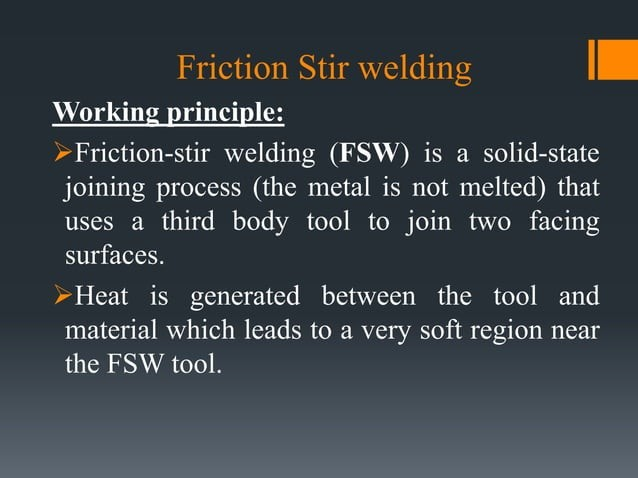 Friction Stir welding
Working principle:
➢Friction-stir welding (FSW) is a solid-state
joining process (the metal is not melted) that
uses a third body tool to join two facing
surfaces.
➢Heat is generated between the tool and
material which leads to a very soft region near
the FSW tool.